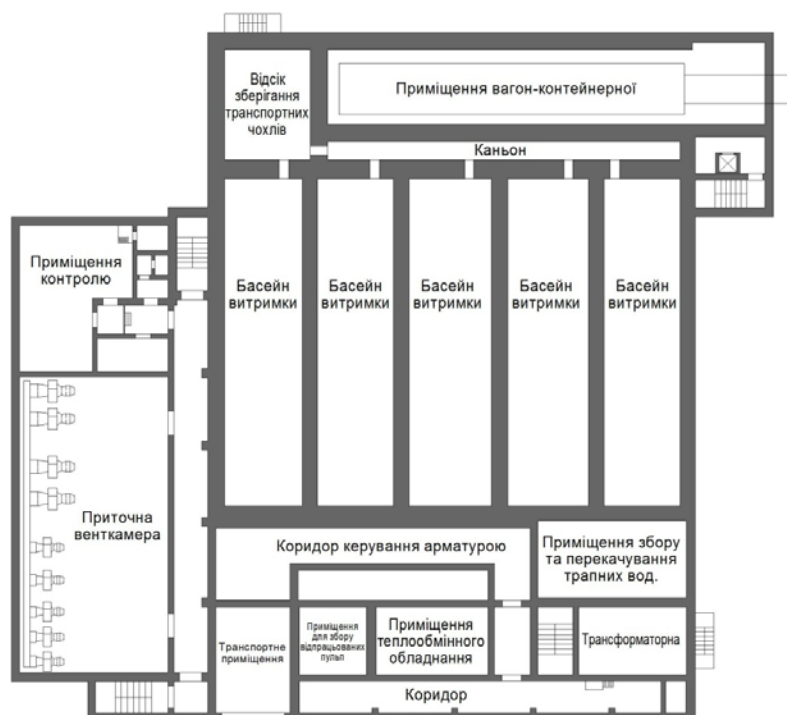 Відсік
зберігання
транспортних
чохлів
Приміщення вагон-контейнерної
Каньон
Приміщення
контролю
Басейн
витримки
Басейн
витримки
Басейн
витримки
Басейн
витримки
Басейн
витримки
Приточна
венткамера
Коридор керування арматурою
Приміщення збору
та перекачування
трапних вод.
Транспортне
приміщення
Приміщення
для збору
відпрацьованих
пульп
Приміщення
теплообмінного
обладнання
Трансформаторна
Коридор